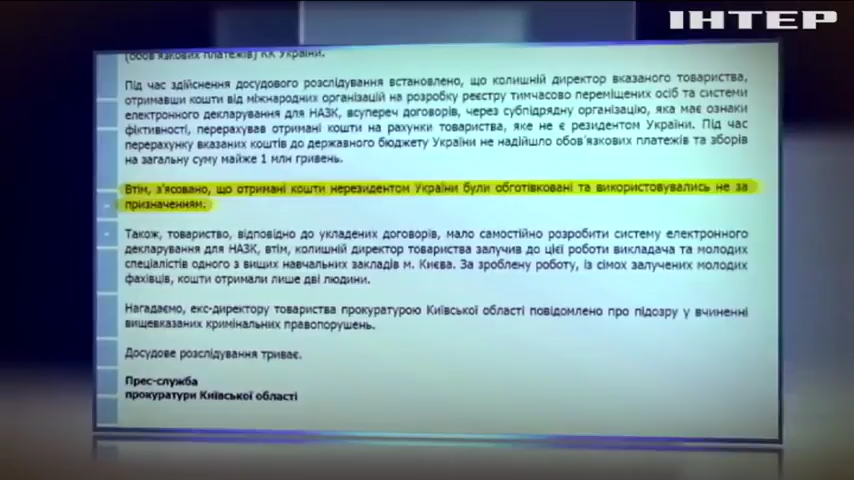 ІНТЕР
(обов'язкових платежів) КК України.
Під час здійснення досудового розслідування встановлено, що колишній директор вказаного товариства,
отримавши кошти від міжнародних організацій на розробку реєстру тимчасово переміщених осіб та системи
електронного декларування для НАЗК, всупереч договорів, через субпідрядну організацію, яка має ознаки
фіктивності, перерахував отримані кошти на рахунки товариства, яке не є резидентом України. Під час
перерахунку вказаних коштів до державного бюджету України не надійшло обов'язкових платежів та зборів
на загальну суму майже 1 млн гривень.
Втім, з'ясовано, що отримані кошти нерезидентом України були обготівковані та використовувались не за
призначенням.
Також, товариство, відповідно до укладених договорів, мало самостійно розробити систему електронного
декларування для НАЗК, втім, колишній директор товариства залучив до цієї роботи викладача та молодих
спеціалістів одного з вищих навчальних закладів м. Києва. За зроблену роботу, із сімох залучених молодих
фахівців, кошти отримали лише дві людини.
Нагадаємо, екс-директору товариства прокуратурою Київської області повідомлено про підозру у вчиненні
вищевказаних кримінальних правопорушень.
Досудове розслідування триває.
Прес-служба
прокуратури Київської області